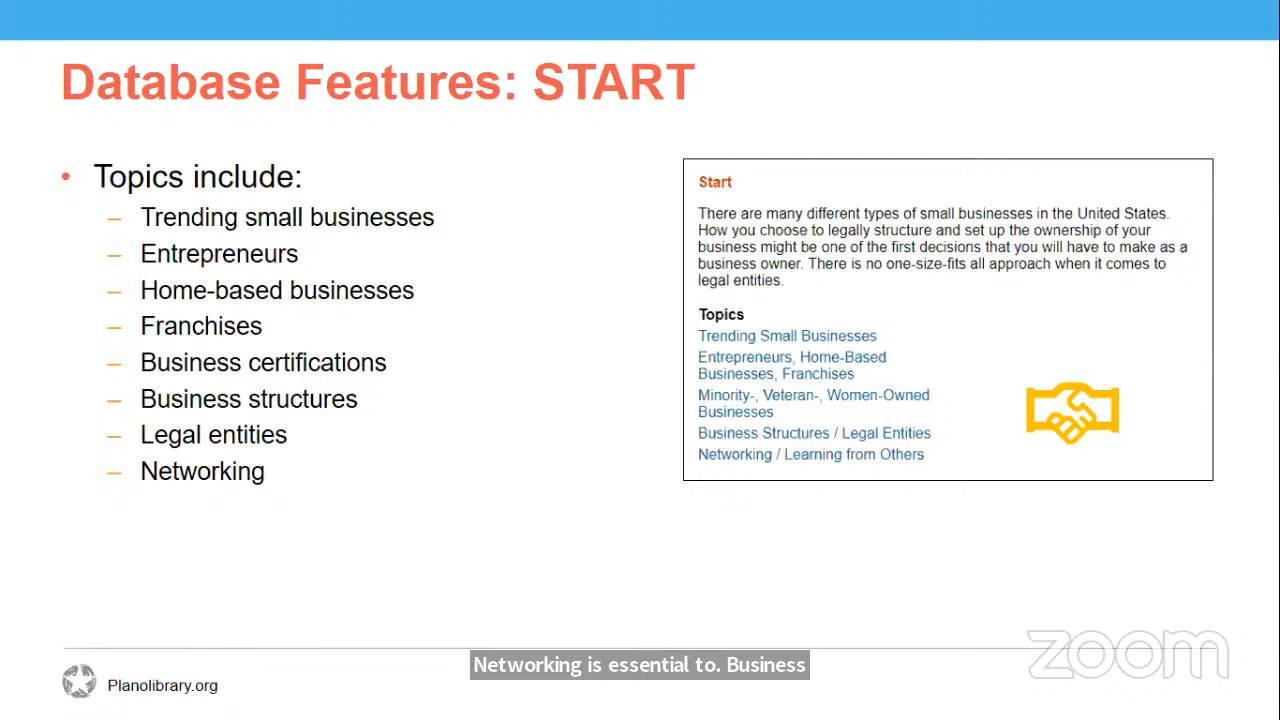 Database Features: START
• Topics include:
– Trending small businesses
– Entrepreneurs
– Home-based businesses
– Franchises
– Business certifications
– Business structures
– Legal entities
– Networking
Start
There are many different types of small businesses in the United States.
How you choose to legally structure and set up the ownership of your
business might be one of the first decisions that you will have to make as a
business owner. There is no one-size-fits all approach when it comes to
legal entities.
Topics
Trending Small Businesses
Entrepreneurs, Home-Based
Businesses, Franchises
Minority-, Veteran-, Women-Owned
Businesses
Business Structures / Legal Entities
Networking / Learning from Others
zoom
Networking is essential to. Business
Planolibrary.org